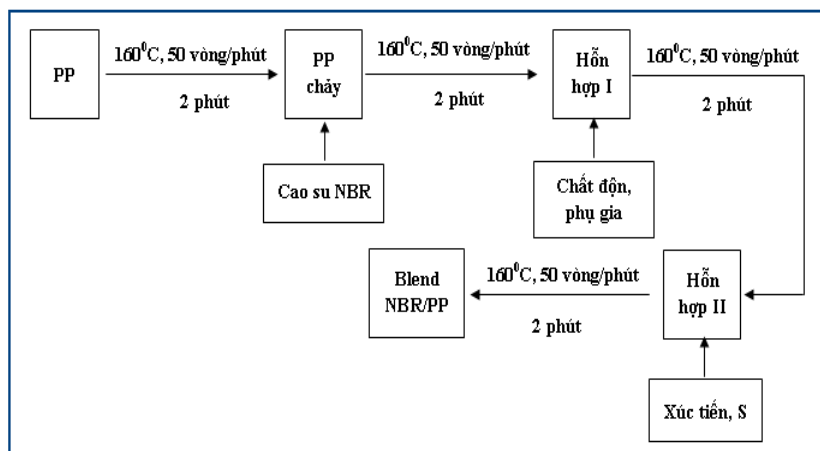 PP
160⁰C, 50 vòng/phút
2 phút
PP
chảy
160⁰C, 50 vòng/phút
2 phút
Hỗn
hợp I
160⁰C, 50 vòng/phút
2 phút
Cao su NBR
Chất độn,
phụ gia
Blend
NBR/PP
160⁰C, 50 vòng/phút
2 phút
Hỗn
hợp II
Xúc tiến, S